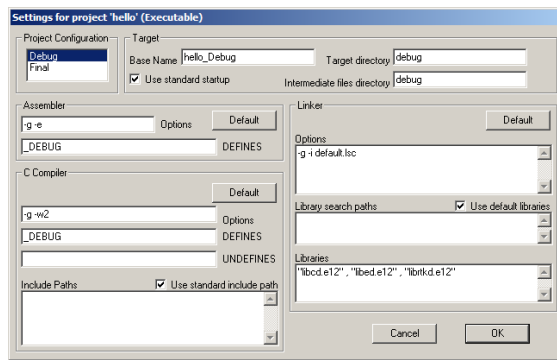 Settings for project 'hello' (Executable)
Project Configuration
Debug
Final
Target
Base Name hello_Debug
Target directory debug
Use standard startup
Intermediate files directory debug
Assembler
-g -e Options Default
_DEBUG DEFINES
C Compiler
Default
-g -w2 Options
_DEBUG DEFINES
UNDEFINES
Include Paths Use standard include path
Linker
Default
Options
-g -i default.lsc
Library search paths Use default libraries
Libraries
"libcd.e12" , "libed.e12" , "librtkd.e12"
Cancel OK